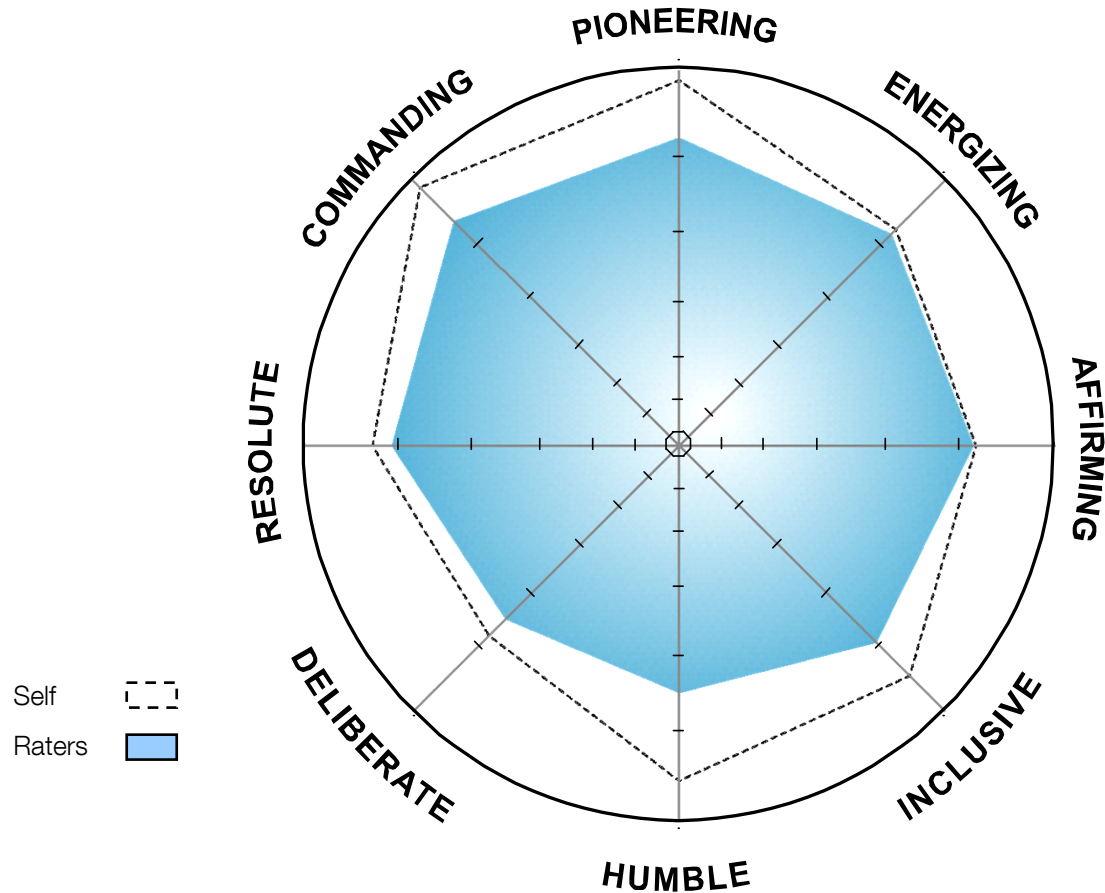 PIONEERING
ENERGIZING
COMMANDING
AFFIRMING
RESOLUTE
INCLUSIVE
DELIBERATE
HUMBLE
Self
Raters